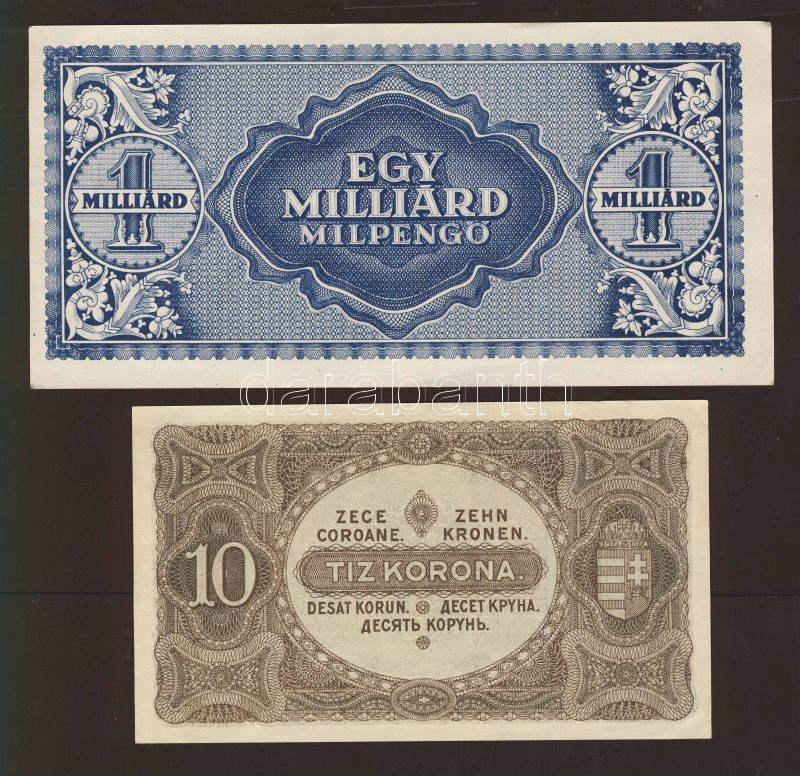 1
MILLIÁRD
EGY
MILLIÁRD
MILPENGŐ
1
MILLIÁRD
darabanth
10
ZECE
COROANE.
ZEHN
KRONEN.
TIZ KORONA.
DESAT KORUN. ДЕСЕТ КРУНА.
ДЕСЯТЬ КОРУНЬ.